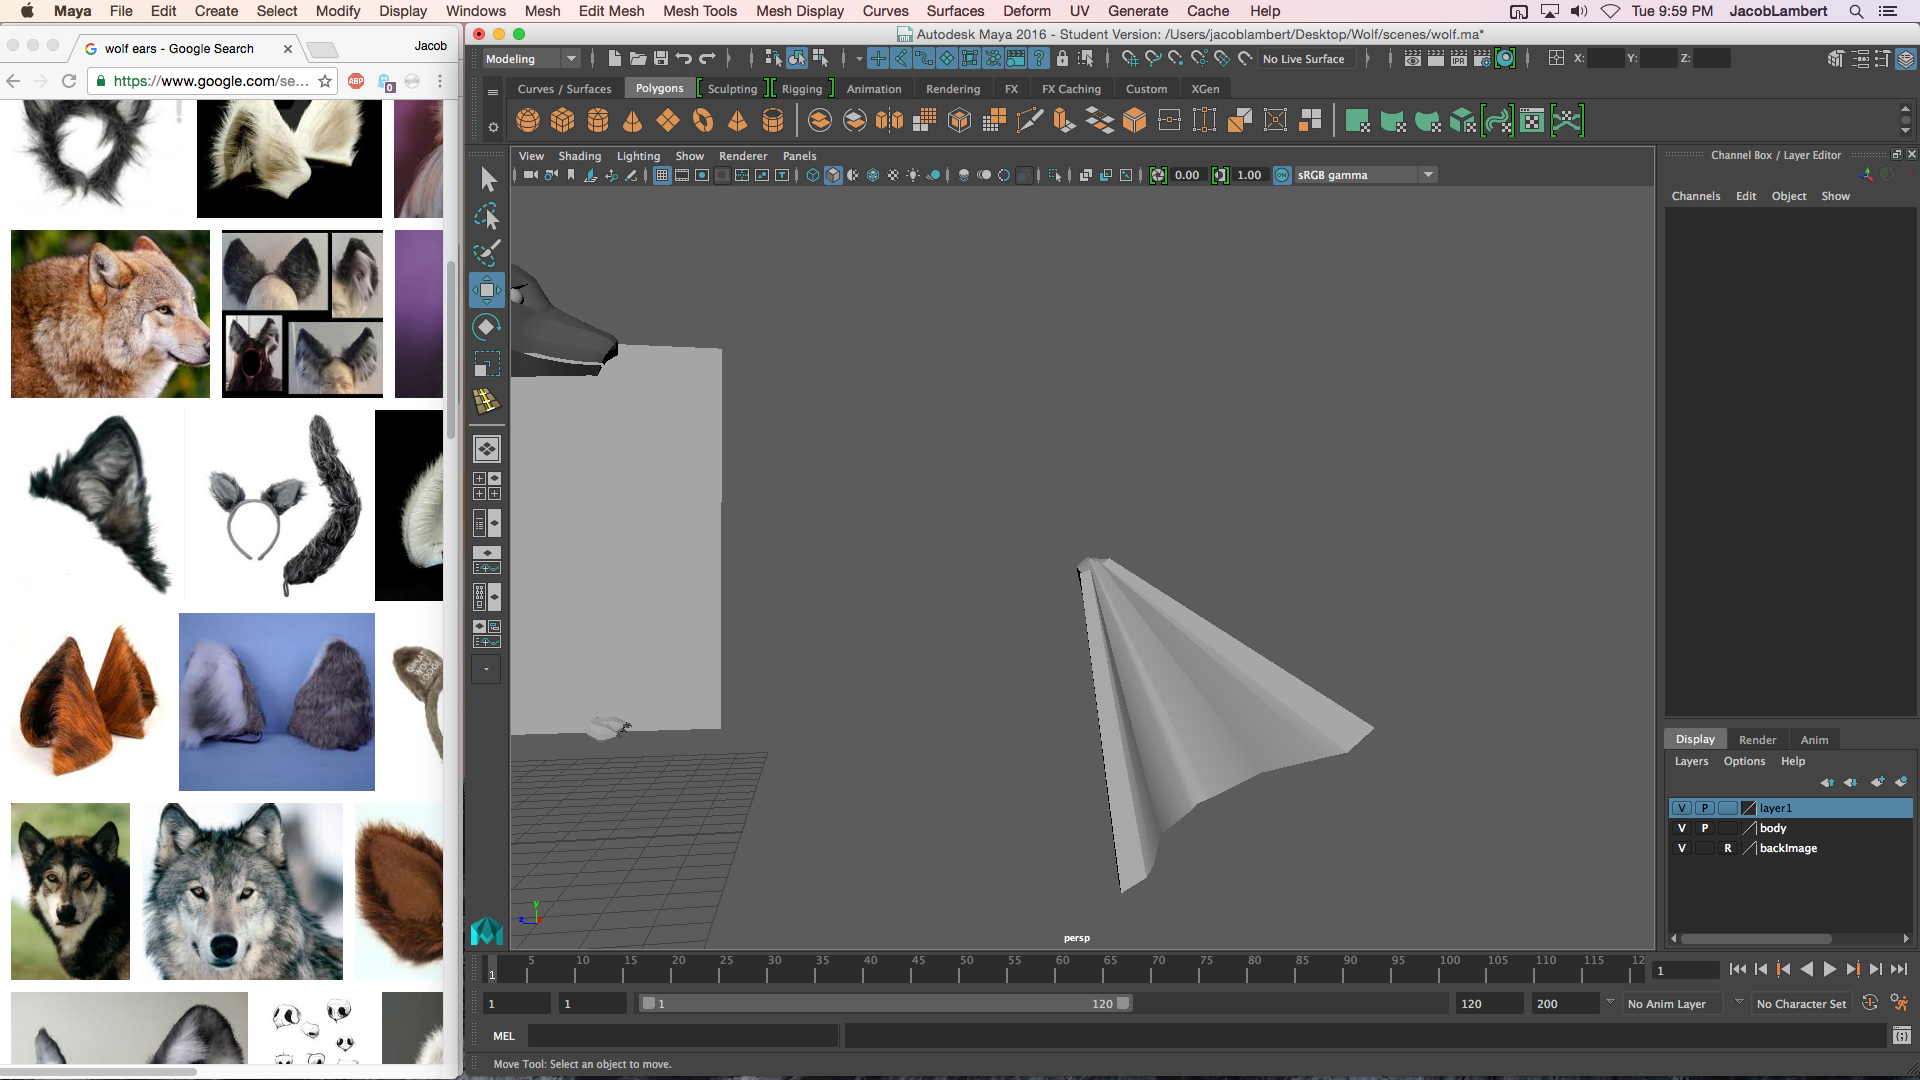 Maya File Edit Create Select Modify Display Windows Mesh Edit Mesh Mesh Tools Mesh Display Curves Surfaces Deform UV Generate Cache Help Tue 9:59 PM JacobLambert
wolf ears - Google Search
Jacob
https://www.google.com/se...
ABP
0
GREAT
WOLF
LODGE
Autodesk Maya 2016 - Student Version: /Users/jacoblambert/Desktop/Wolf/scenes/wolf.ma*
Modeling
No Live Surface
IPR
X:
Y:
Z:
Curves / Surfaces Polygons Sculpting Rigging Animation Rendering FX FX Caching Custom XGen
View Shading Lighting Show Renderer Panels
0.00
1.00
ON
sRGB gamma
Channel Box / Layer Editor
Channels Edit Object Show
y
z
persp
Display Render Anim
Layers Options Help
V P layer1
V P body
V R backImage
5 10 15 20 25 30 35 40 45 50 55 60 65 70 75 80 85 90 95 100 105 110 115 12
1
1
1
1
1
120
120
200
No Anim Layer
No Character Set
MEL
Move Tool: Select an object to move.